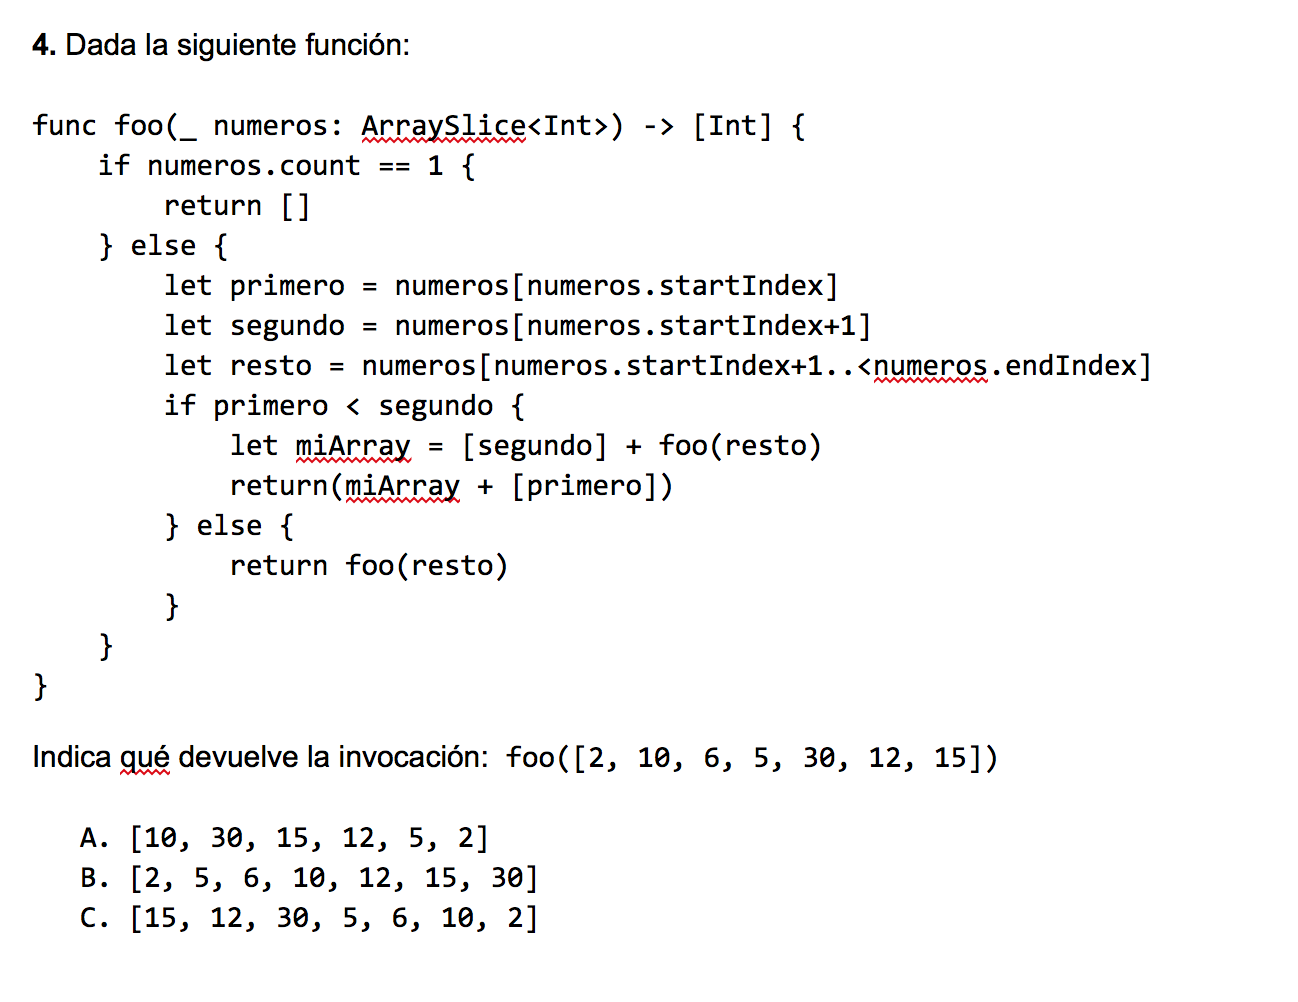 4. Dada la siguiente función:
func foo(_ numeros: ArraySlice<Int>) -> [Int] {
    if numeros.count == 1 {
        return []
    } else {
        let primero = numeros[numeros.startIndex]
        let segundo = numeros[numeros.startIndex+1]
        let resto = numeros[numeros.startIndex+1..<numeros.endIndex]
        if primero < segundo {
            let miArray = [segundo] + foo(resto)
            return(miArray + [primero])
        } else {
            return foo(resto)
        }
    }
}
Indica qué devuelve la invocación: foo([2, 10, 6, 5, 30, 12, 15])
A. [10, 30, 15, 12, 5, 2]
B. [2, 5, 6, 10, 12, 15, 30]
C. [15, 12, 30, 5, 6, 10, 2]